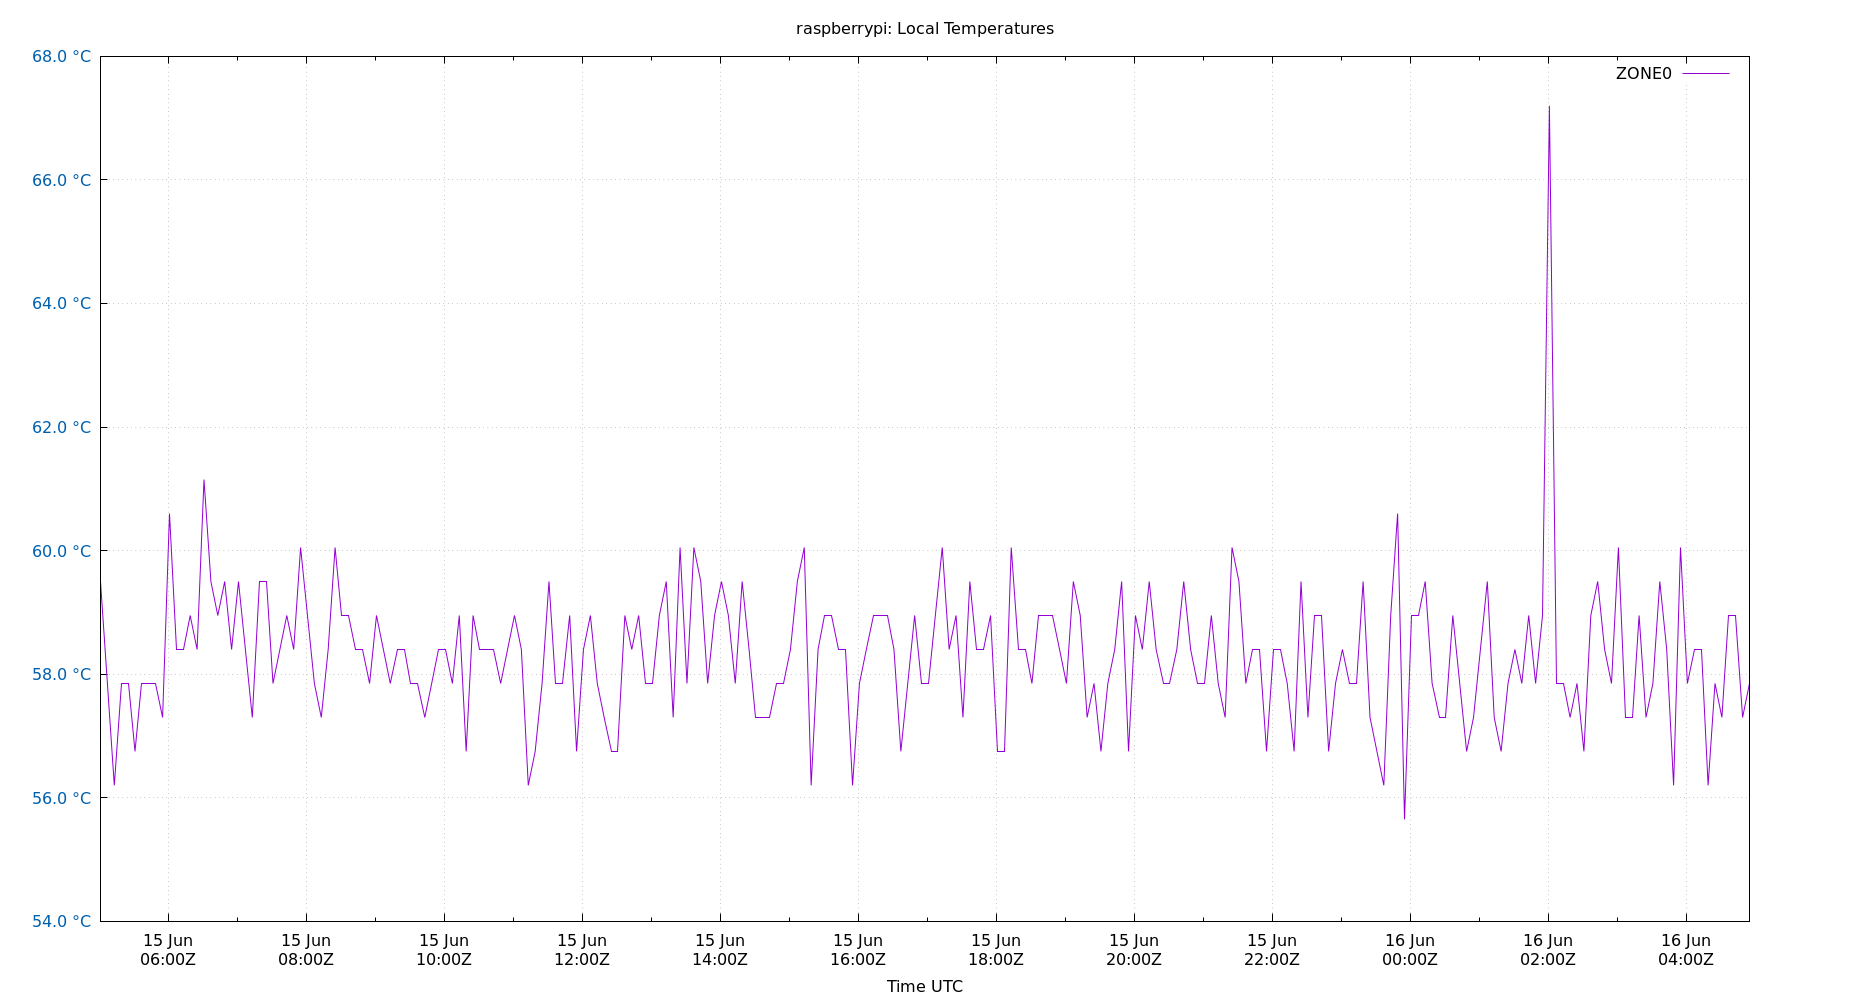 raspberrypi: Local Temperatures
68.0 °C
ZONE0
66.0 °C
64.0 °C
62.0 °C
60.0 °C
58.0 °C
56.0 °C
54.0 °C
15 Jun 15 Jun 15 Jun 15 Jun 15 Jun 15 Jun 15 Jun 15 Jun 15 Jun 16 Jun 16 Jun 16 Jun
06:00Z 08:00Z 10:00Z 12:00Z 14:00Z 16:00Z 18:00Z 20:00Z 22:00Z 00:00Z 02:00Z 04:00Z
Time UTC